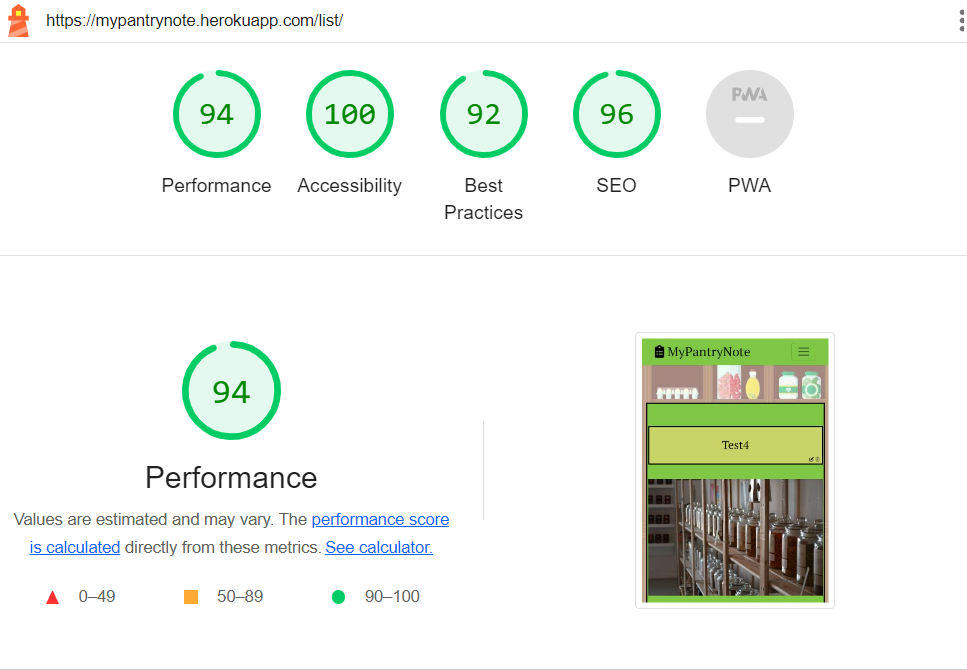 https://mypantrynote.herokuapp.com/list/
94
100
92
96
PWA
Performance
Accessibility
Best
Practices
SEO
PWA
94
Performance
Values are estimated and may vary. The performance score
is calculated directly from these metrics. See calculator.
0–49
50–89
90–100
MyPantryNote
Test4